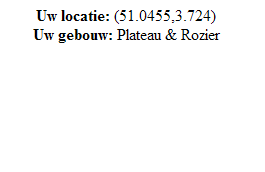 Uw locatie: (51.0455,3.724)
Uw gebouw: Plateau & Rozier